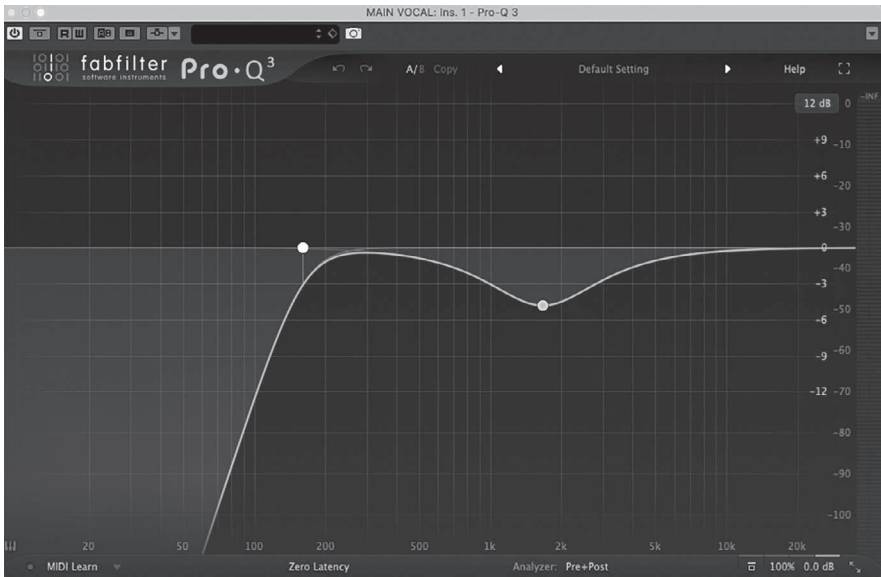 MAIN VOCAL: Ins. 1 - Pro-Q 3
R W AB
fabfilter
software instruments
Pro·Q3
A/B Copy
Default Setting
Help
12 dB 0 -INF
+9 -10
+6 -20
+3 -30
0
-3 -40
-50
-6
-9 -60
-12 -70
-80
-90
-100
20 50 100 200 500 1k 2k 5k 10k 20k
MIDI Learn Zero Latency Analyzer: Pre+Post 100% 0.0 dB